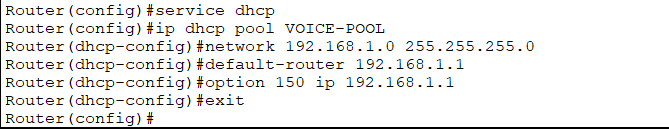 Router(config)#service dhcp
Router(config)#ip dhcp pool VOICE-POOL
Router(dhcp-config)#network 192.168.1.0 255.255.255.0
Router(dhcp-config)#default-router 192.168.1.1
Router(dhcp-config)#option 150 ip 192.168.1.1
Router(dhcp-config)#exit
Router(config)#